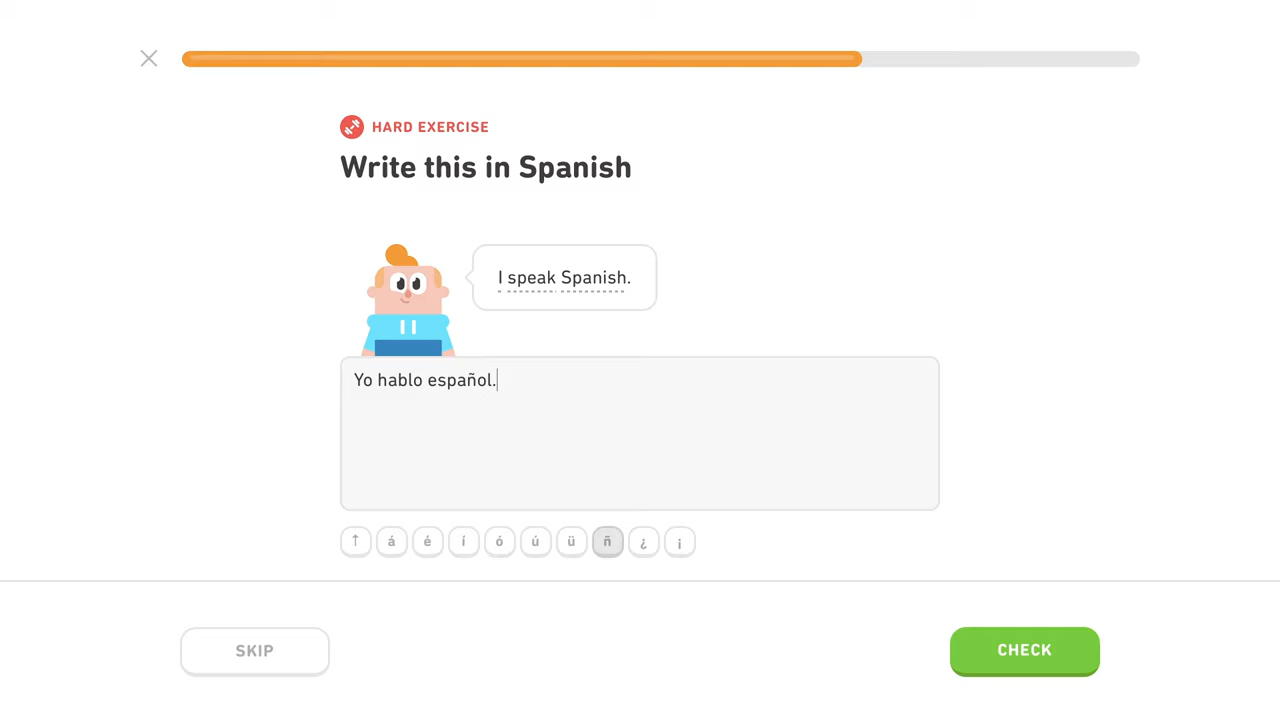 HARD EXERCISE
Write this in Spanish
I speak Spanish.
Yo hablo español.
↑ á é í ó ú ü ñ ¿ ¡
SKIP
CHECK